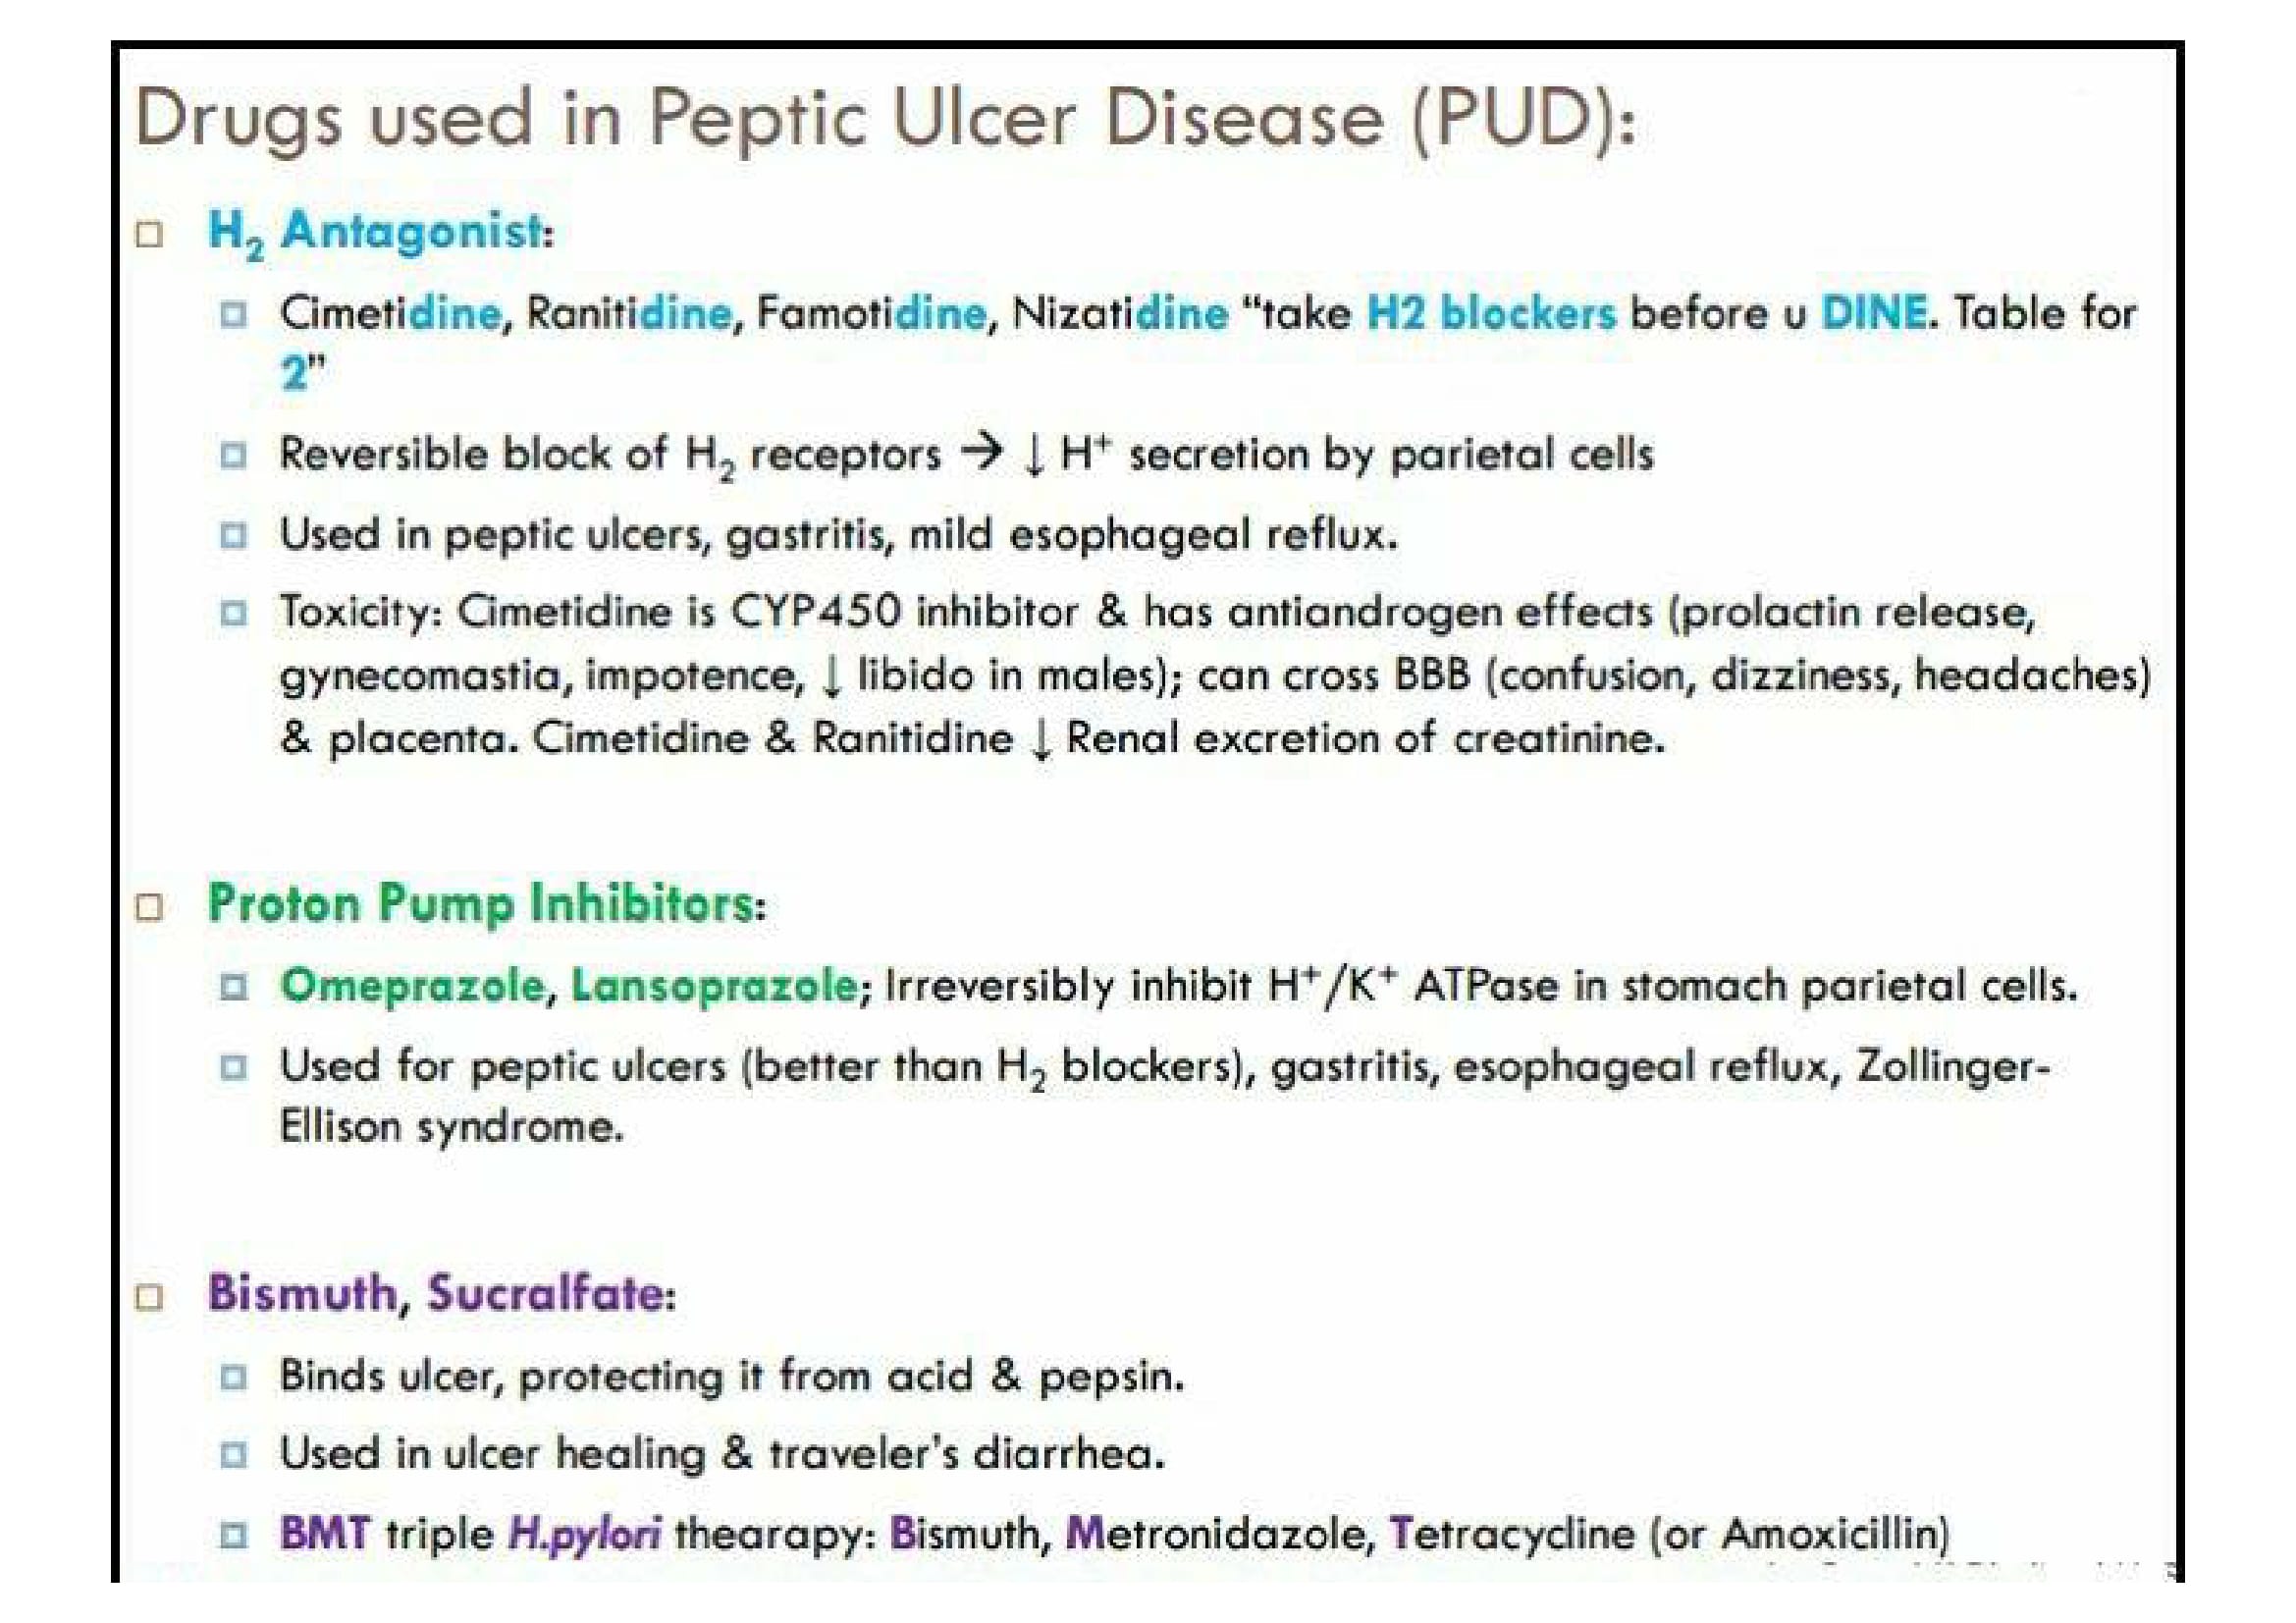 Drugs used in Peptic Ulcer Disease (PUD):
H₂ Antagonist:
Cimetidine, Ranitidine, Famotidine, Nizatidine “take H2 blockers before u DINE. Table for
2”
Reversible block of H₂ receptors → ↓ H⁺ secretion by parietal cells
Used in peptic ulcers, gastritis, mild esophageal reflux.
Toxicity: Cimetidine is CYP450 inhibitor & has antiandrogen effects (prolactin release,
gynecomastia, impotence, ↓ libido in males); can cross BBB (confusion, dizziness, headaches)
& placenta. Cimetidine & Ranitidine ↓ Renal excretion of creatinine.
Proton Pump Inhibitors:
Omeprazole, Lansoprazole; Irreversibly inhibit H⁺/K⁺ ATPase in stomach parietal cells.
Used for peptic ulcers (better than H₂ blockers), gastritis, esophageal reflux, Zollinger-
Ellison syndrome.
Bismuth, Sucralfate:
Binds ulcer, protecting it from acid & pepsin.
Used in ulcer healing & traveler's diarrhea.
BMT triple H.pylori thearapy: Bismuth, Metronidazole, Tetracycline (or Amoxicillin)